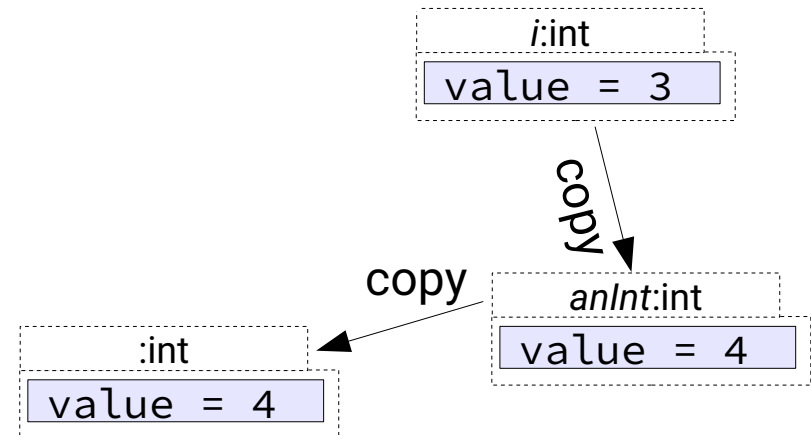 i:int
value = 3
copy
copy
anInt:int
value = 4
:int
value = 4